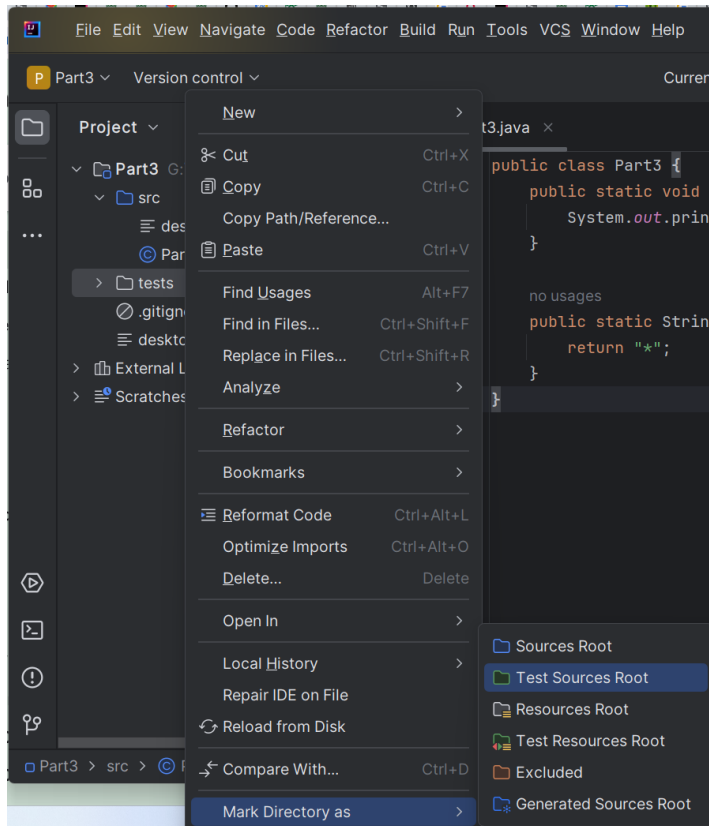 File Edit View Navigate Code Refactor Build Run Tools VCS Window Help
P Part3 Version control Curren
Project
Part3 G:
src
des
Par
tests
.gitign
deskto
External L
Scratches
New
Cut Ctrl+X
Copy Ctrl+C
Copy Path/Reference...
Paste Ctrl+V
Find Usages Alt+F7
Find in Files... Ctrl+Shift+F
Replace in Files... Ctrl+Shift+R
Analyze
Refactor
Bookmarks
Reformat Code Ctrl+Alt+L
Optimize Imports Ctrl+Alt+O
Delete... Delete
Open In
Local History
Repair IDE on File
Reload from Disk
Compare With... Ctrl+D
Mark Directory as
t3.java ×
public class Part3 {
public static void
System.out.prin
}
no usages
public static Strin
return "*";
}
}
Sources Root
Test Sources Root
Resources Root
Test Resources Root
Excluded
Generated Sources Root
Part3 > src >